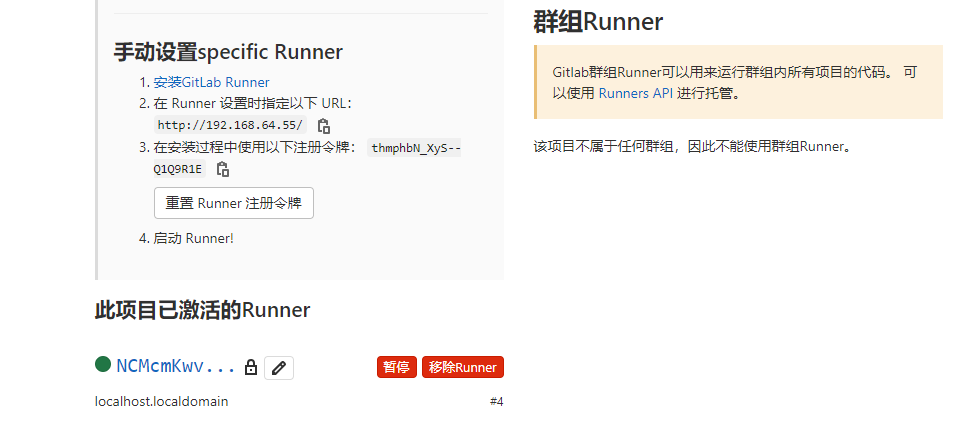 手动设置specific Runner
1. 安装GitLab Runner
2. 在 Runner 设置时指定以下 URL：
http://192.168.64.55/
3. 在安装过程中使用以下注册令牌： thmphbN_XyS--
Q1Q9R1E
重置 Runner 注册令牌
4. 启动 Runner!
此项目已激活的Runner
NCMcmKwv...
暂停
移除Runner
localhost.localdomain
#4
群组Runner
Gitlab群组Runner可以用来运行群组内所有项目的代码。 可
以使用 Runners API 进行托管。
该项目不属于任何群组，因此不能使用群组Runner。